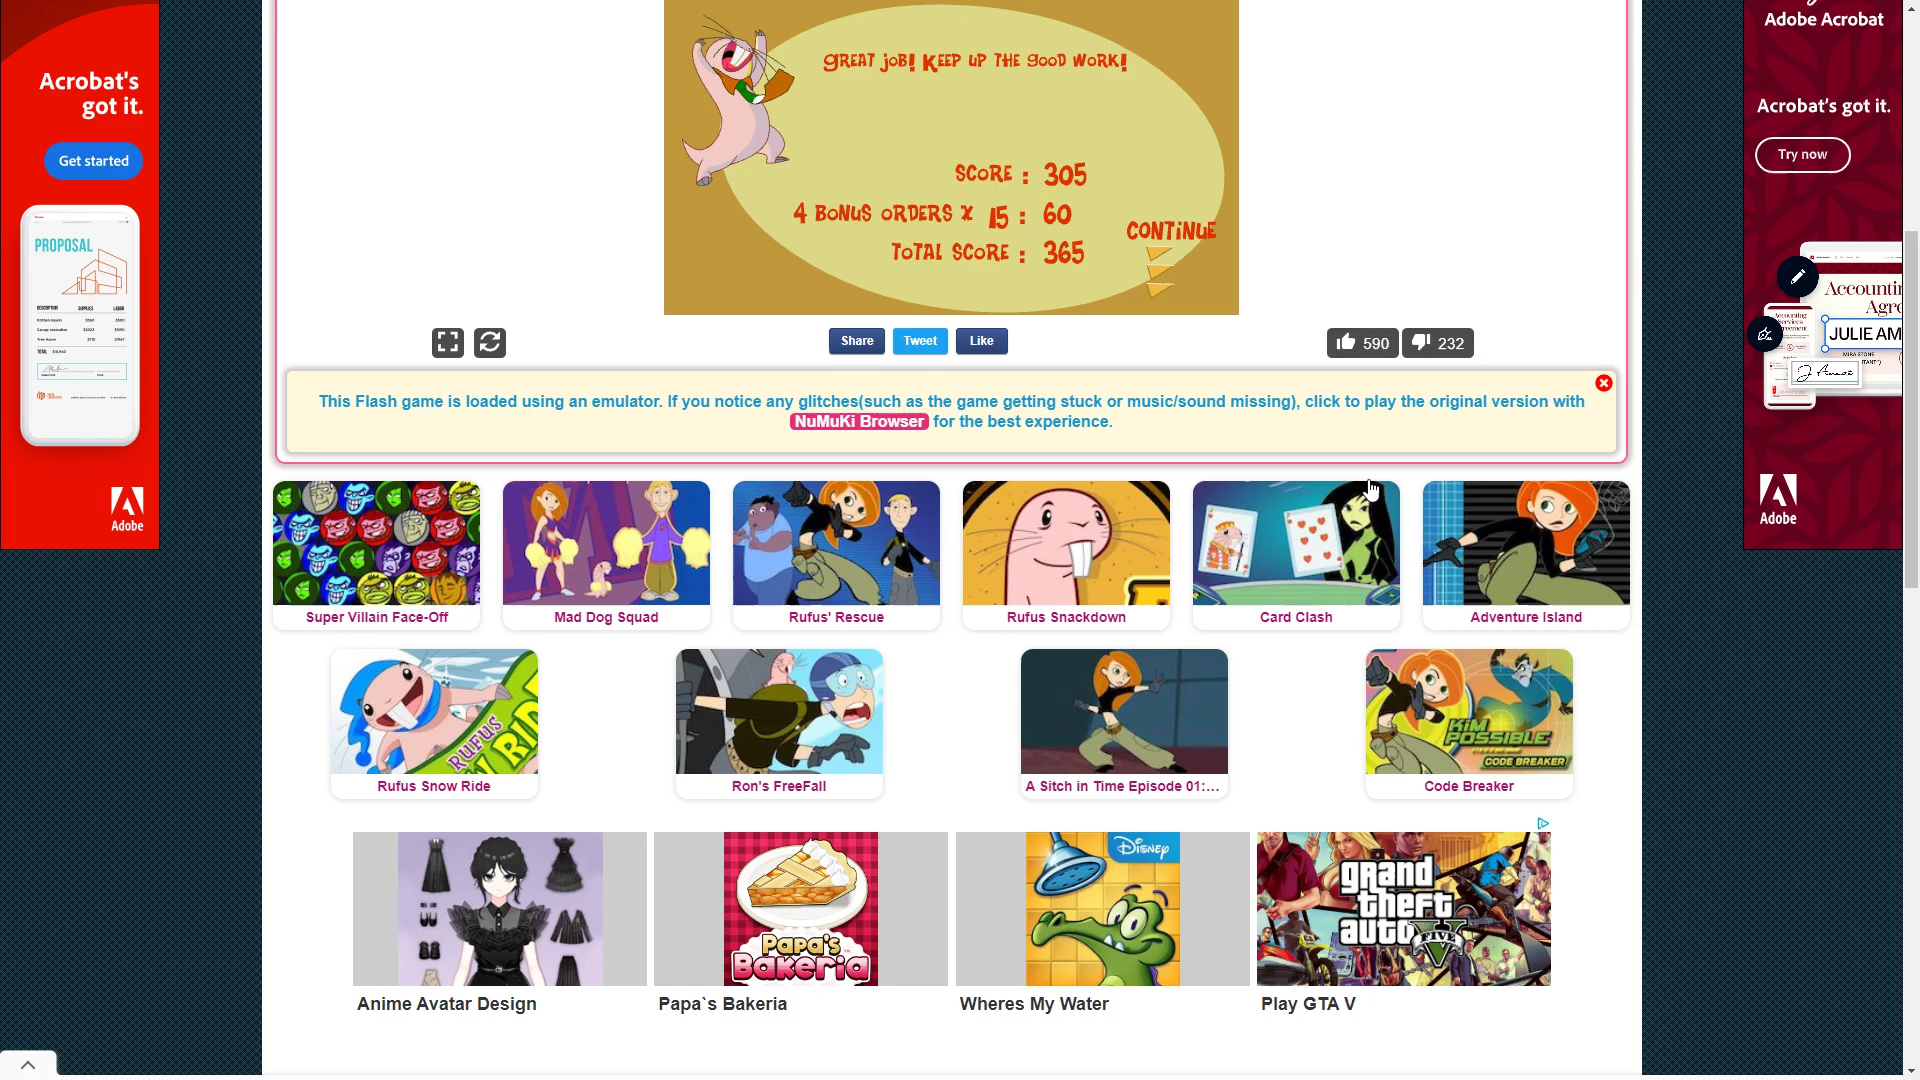 Acrobat's
got it.
Get started
PROPOSAL
Adobe
GREAT JOB! KEEP UP THE GOOD WORK!
SCORE : 305
4 BONUS ORDERS X 15 : 60
TOTAL SCORE : 365
CONTINUE
Share
Tweet
Like
590
232
This Flash game is loaded using an emulator. If you notice any glitches(such as the game getting stuck or music/sound missing), click to play the original version with
NuMuKi Browser for the best experience.
Super Villain Face-Off
Mad Dog Squad
Rufus' Rescue
Rufus Snackdown
Card Clash
Adventure Island
RUFUS
Rufus Snow Ride
Ron's FreeFall
A Sitch in Time Episode 01:...
KIM
POSSIBLE
CODE BREAKER
Code Breaker
Papa's
Bakeria
Disney
grand
theft
auto
FIVE
Anime Avatar Design
Papa`s Bakeria
Wheres My Water
Play GTA V
Adobe Acrobat
Acrobat's got it.
Try now
Accountin
Agre
Accounting
Services
Agreement
JULIE AM
MIRA STONE
Adobe